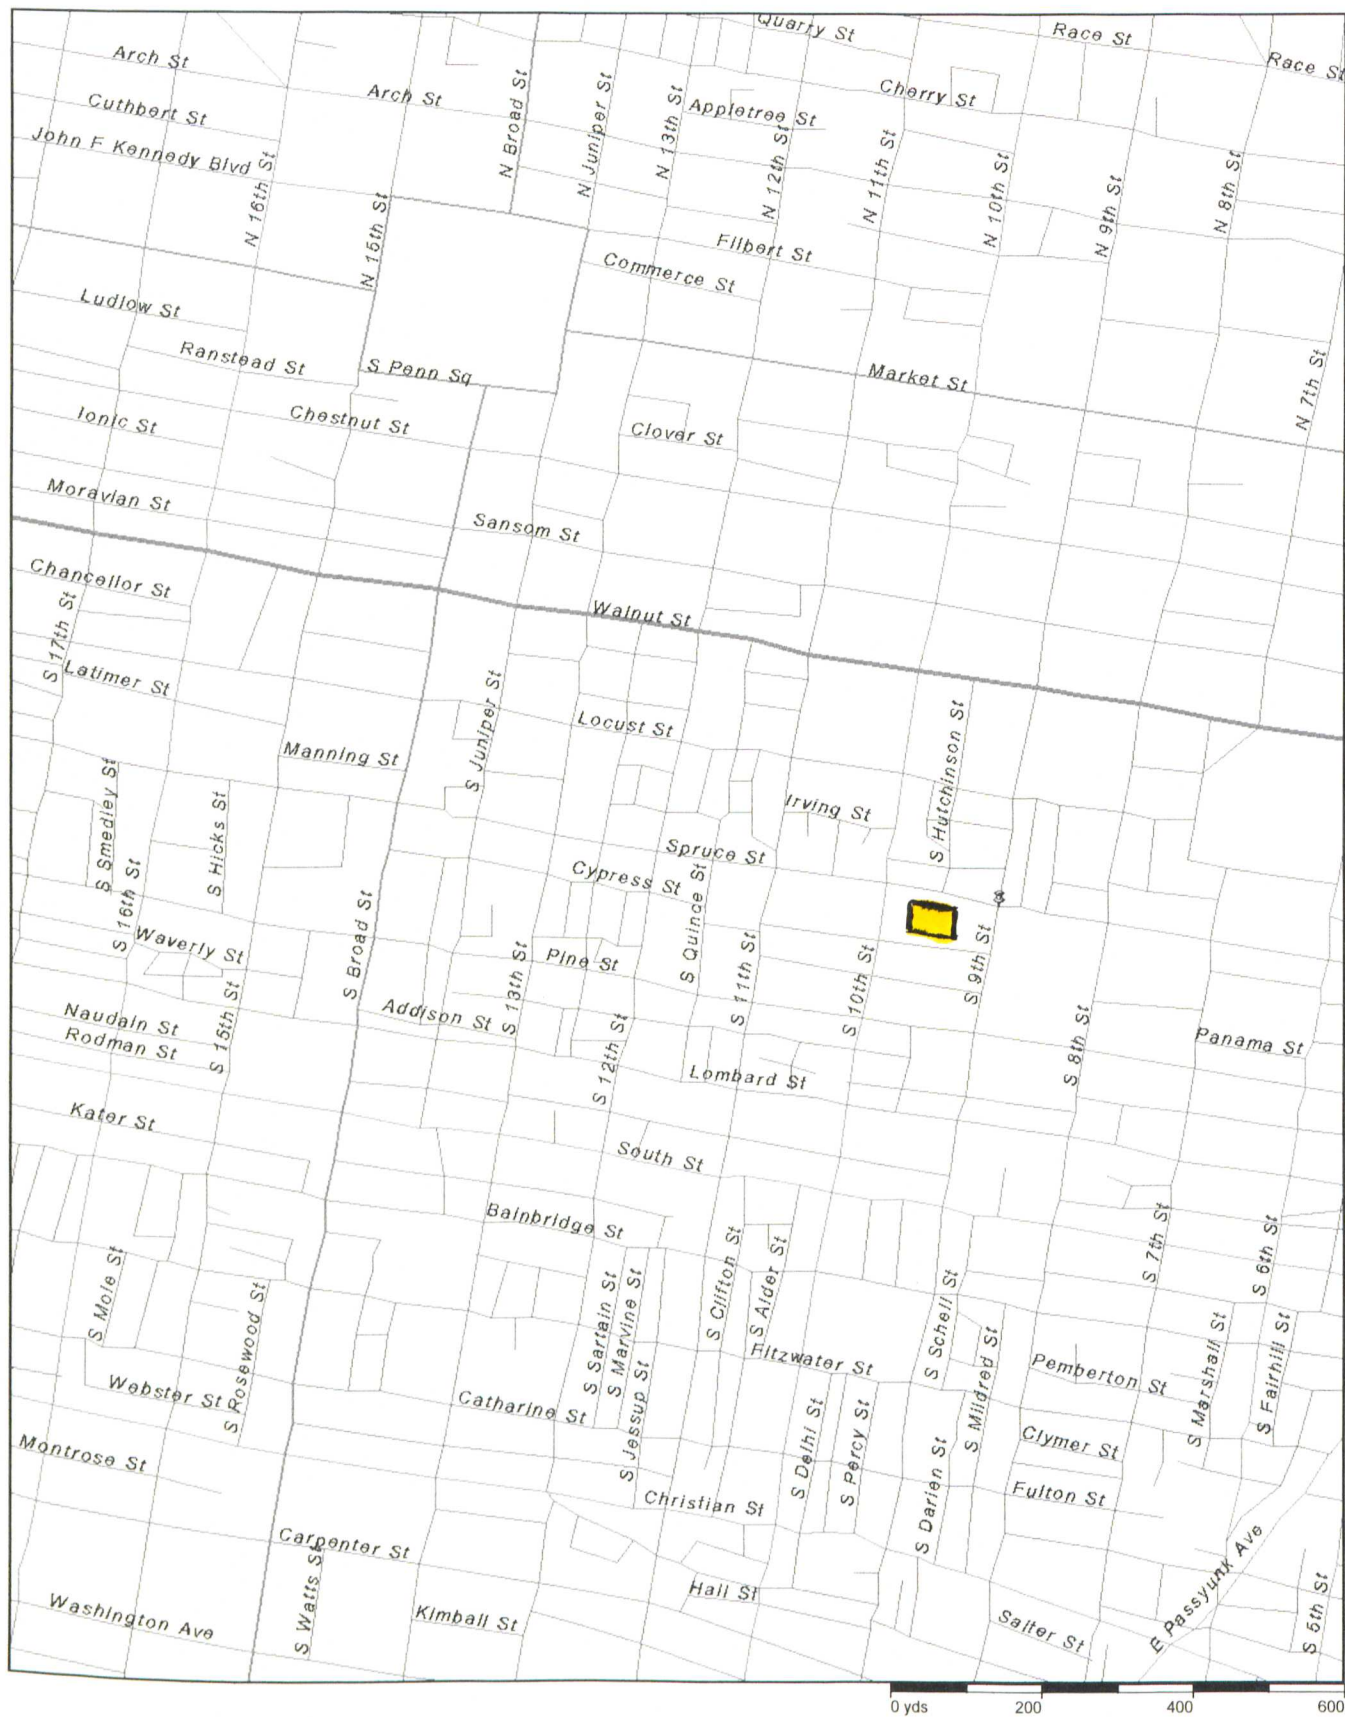 Quarry St
Race St
Race St
Arch St
Arch St
Cherry St
Cuthbert St
Appletree St
John F Kennedy Blvd
N 16th St
N 15th St
N Broad St
N Juniper St
N 13th St
N 12th St
N 11th St
N 10th St
N 9th St
N 8th St
Filbert St
Commerce St
Ludlow St
Ranstead St
S Penn Sq
Market St
N 7th St
Ionic St
Chestnut St
Clover St
Moravian St
Sansom St
Chancellor St
Walnut St
S 17th St
Latimer St
S Juniper St
Locust St
S Hutchinson St
Manning St
Irving St
S Smedley St
S Hicks St
Spruce St
Cypress St
S Quince St
S 16th St
S Broad St
Waverly St
Pine St
S 13th St
S 11th St
S 10th St
S 9th St
Naudain St
Addison St
Rodman St
S 15th St
S 12th St
S 8th St
Panama St
Lombard St
Kater St
South St
Bainbridge St
S Mole St
S Rosewood St
S Sartain St
S Marvine St
S Clifton St
S Alder St
S Schell St
S 7th St
S 6th St
Fitzwater St
S Mildred St
Pemberton St
S Marshall St
S Fairhill St
Webster St
Catharine St
S Jessup St
S Delhi St
S Percy St
Clymer St
Montrose St
Christian St
S Darien St
Fulton St
Carpenter St
S Watts St
Hall St
E Passyunk Ave
Washington Ave
Kimball St
Salter St
S 5th St
0 yds 200 400 600